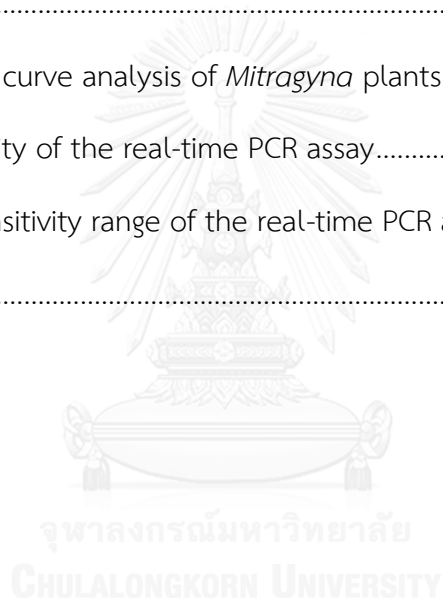 ................................................................
curve analysis of Mitragyna plants
ty of the real-time PCR assay..........
sitivity range of the real-time PCR a
................................................................
จุฬาลงกรณ์มหาวิทยาลัย
CHULALONGKORN UNIVERSITY